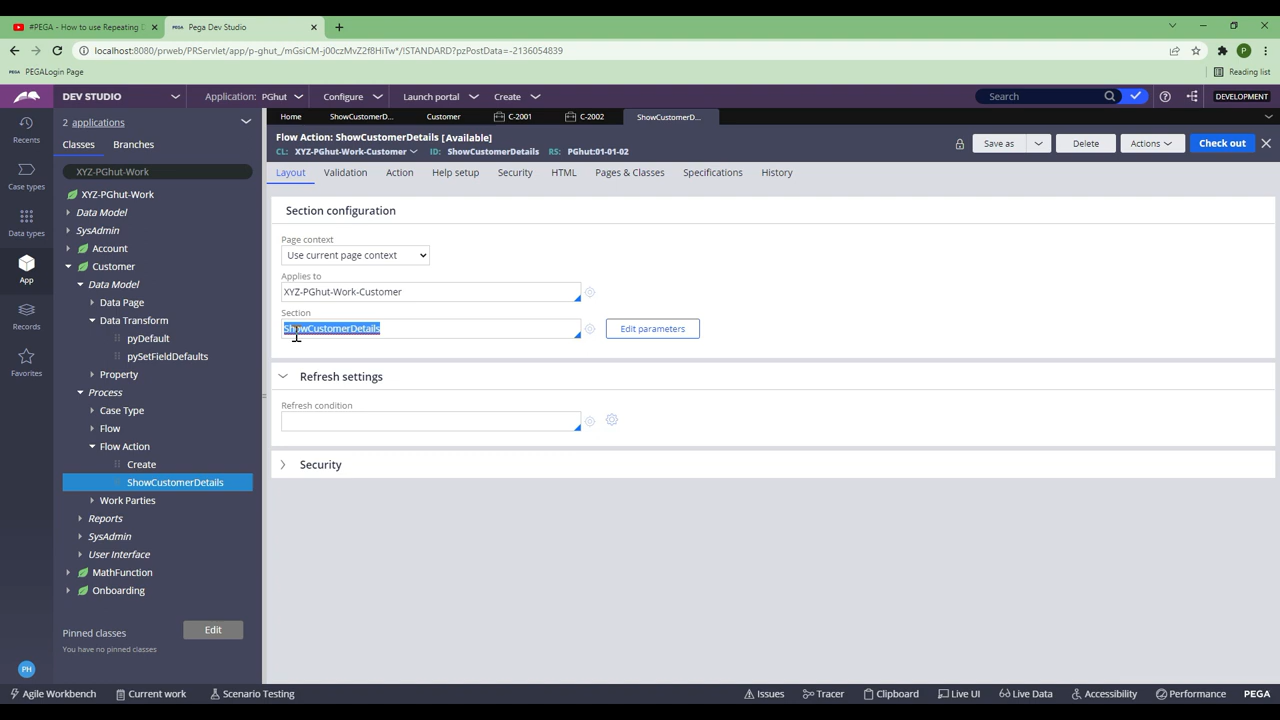 #PEGA - How to use Repeating D
Pega Dev Studio
localhost:8080/prweb/PRServlet/app/p-ghut_/mGsiCM-j00czMvZ2f8HiTw*/!STANDARD?pzPostData=-2136054839
P
PEGALogin Page
Reading list
DEV STUDIO
Application: PGhut
Configure
Launch portal
Create
Search
DEVELOPMENT
Recents
Case types
Data types
App
Records
Favorites
PH
2 applications
Classes
Branches
XYZ-PGhut-Work
XYZ-PGhut-Work
Data Model
SysAdmin
Account
Customer
Data Model
Data Page
Data Transform
pyDefault
pySetFieldDefaults
Property
Process
Case Type
Flow
Flow Action
Create
ShowCustomerDetails
Work Parties
Reports
SysAdmin
User Interface
MathFunction
Onboarding
Pinned classes
Edit
You have no pinned classes
Home
ShowCustomerD...
Customer
C-2001
C-2002
ShowCustomerD...
Flow Action: ShowCustomerDetails [Available]
CL: XYZ-PGhut-Work-Customer
ID: ShowCustomerDetails
RS: PGhut:01-01-02
Save as
Delete
Actions
Check out
Layout
Validation
Action
Help setup
Security
HTML
Pages & Classes
Specifications
History
Section configuration
Page context
Use current page context
Applies to
XYZ-PGhut-Work-Customer
Section
ShowCustomerDetails
Edit parameters
Refresh settings
Refresh condition
Security
Agile Workbench
Current work
Scenario Testing
Issues
Tracer
Clipboard
Live UI
Live Data
Accessibility
Performance
PEGA